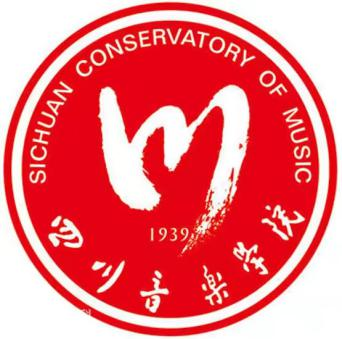 SICHUAN CONSERVATORY OF MUSIC
1939
四川音乐学院